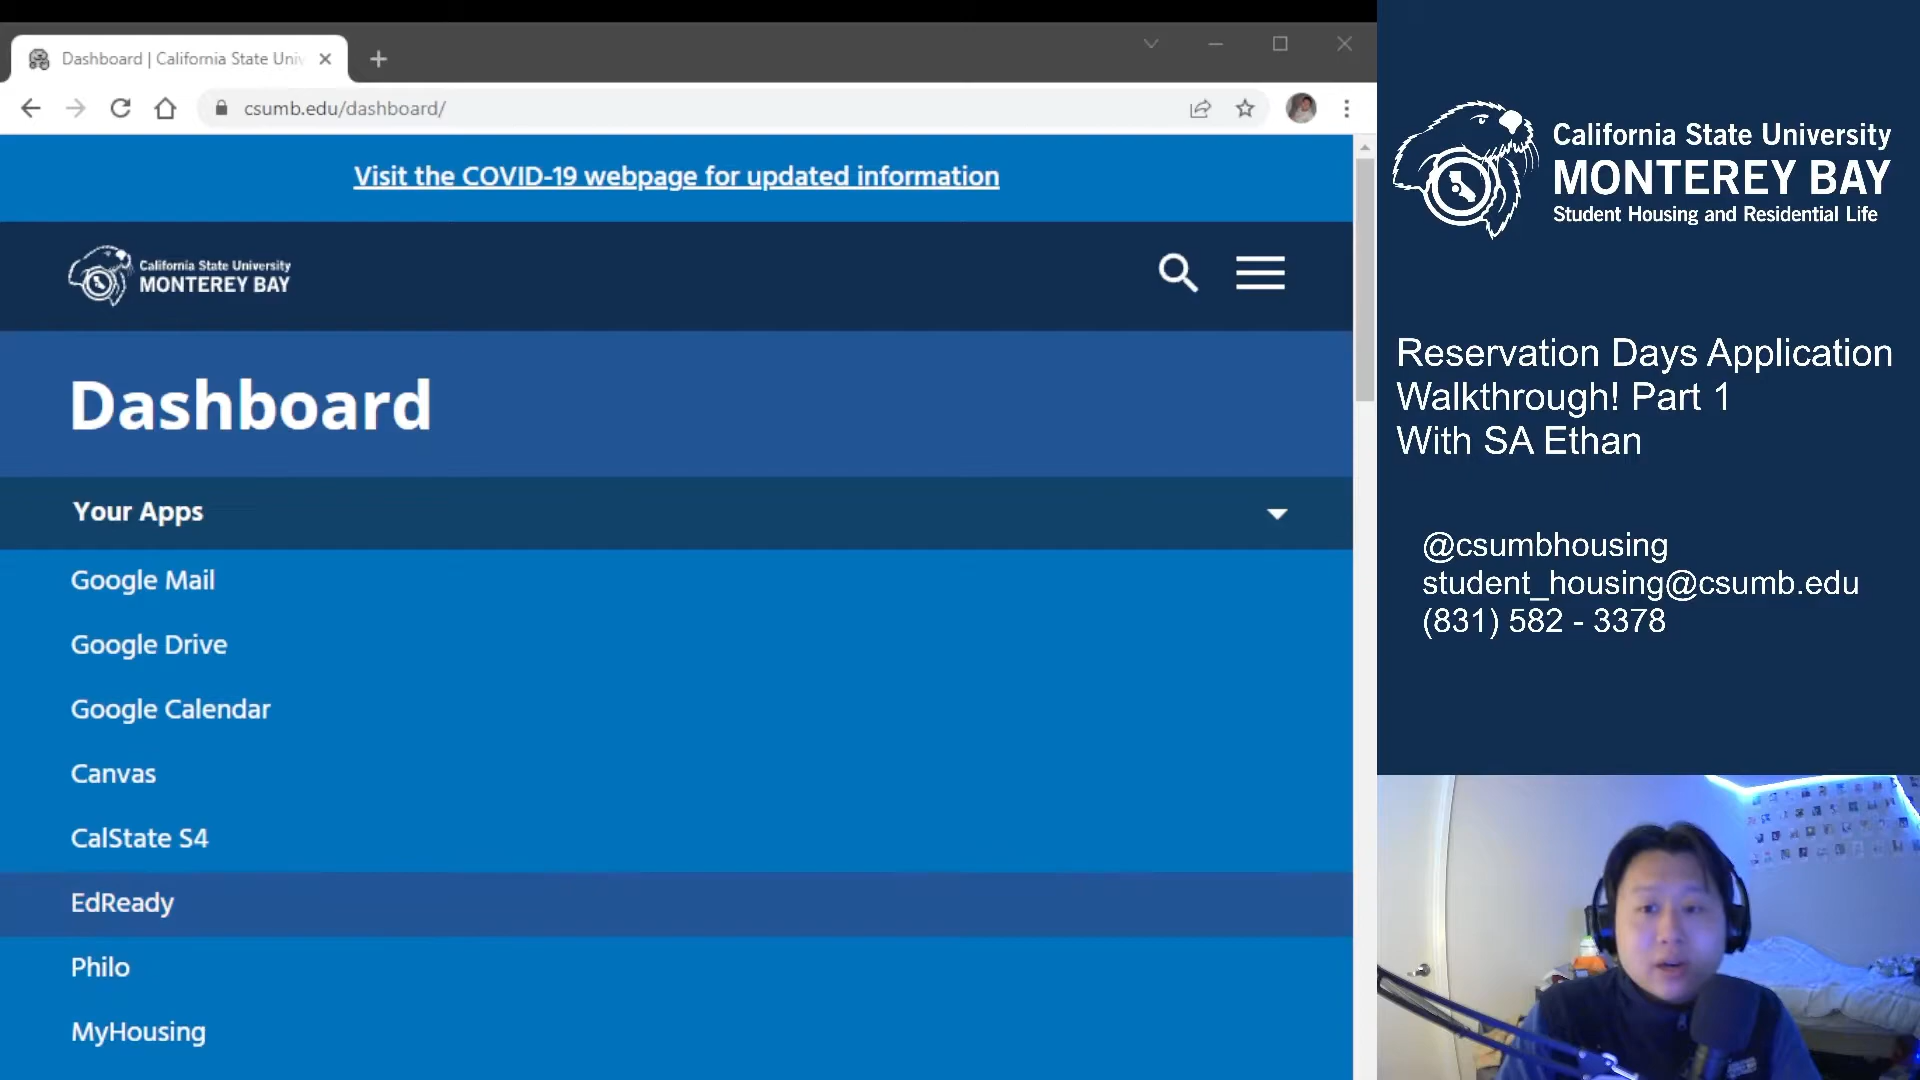 Dashboard | California State Univ
csumb.edu/dashboard/
Visit the COVID-19 webpage for updated information
California State University
MONTEREY BAY
Dashboard
Your Apps
Google Mail
Google Drive
Google Calendar
Canvas
CalState S4
EdReady
Philo
MyHousing
California State University
MONTEREY BAY
Student Housing and Residential Life
Reservation Days Application
Walkthrough! Part 1
With SA Ethan
@csumbhousing
student_housing@csumb.edu
(831) 582 - 3378